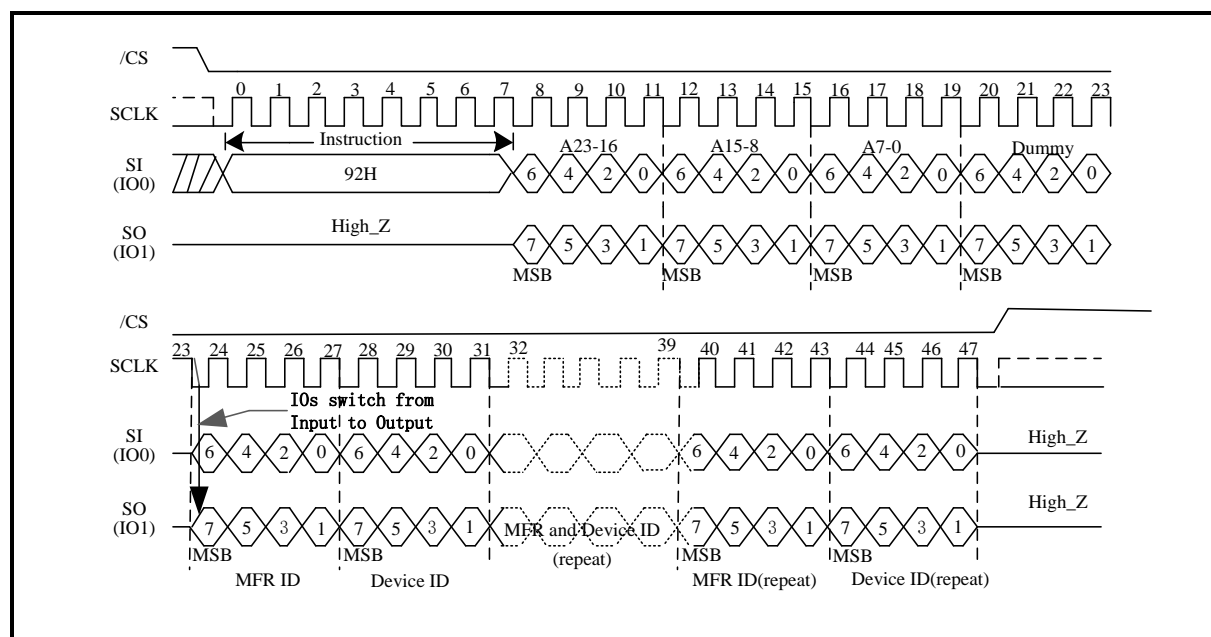 /CS
0 1 2 3 4 5 6 7 8 9 10 11 12 13 14 15 16 17 18 19 20 21 22 23
SCLK
Instruction A23-16 A15-8 A7-0 Dummy
SI
(IO0)
92H 6 4 2 0 6 4 2 0 6 4 2 0 6 4 2 0
SO
(IO1)
High_Z 7 5 3 1 7 5 3 1 7 5 3 1 7 5 3 1
MSB MSB MSB MSB
/CS
23 24 25 26 27 28 29 30 31 32 39 40 41 42 43 44 45 46 47
SCLK
IOs switch from
Input to Output
SI
(IO0)
6 4 2 0 6 4 2 0 6 4 2 0 6 4 2 0 High_Z
SO
(IO1)
7 5 3 1 7 5 3 1 MFR and Device ID 7 5 3 1 7 5 3 1 High_Z
(repeat)
MSB MSB MSB MSB
MFR ID Device ID MFR ID(repeat) Device ID(repeat)